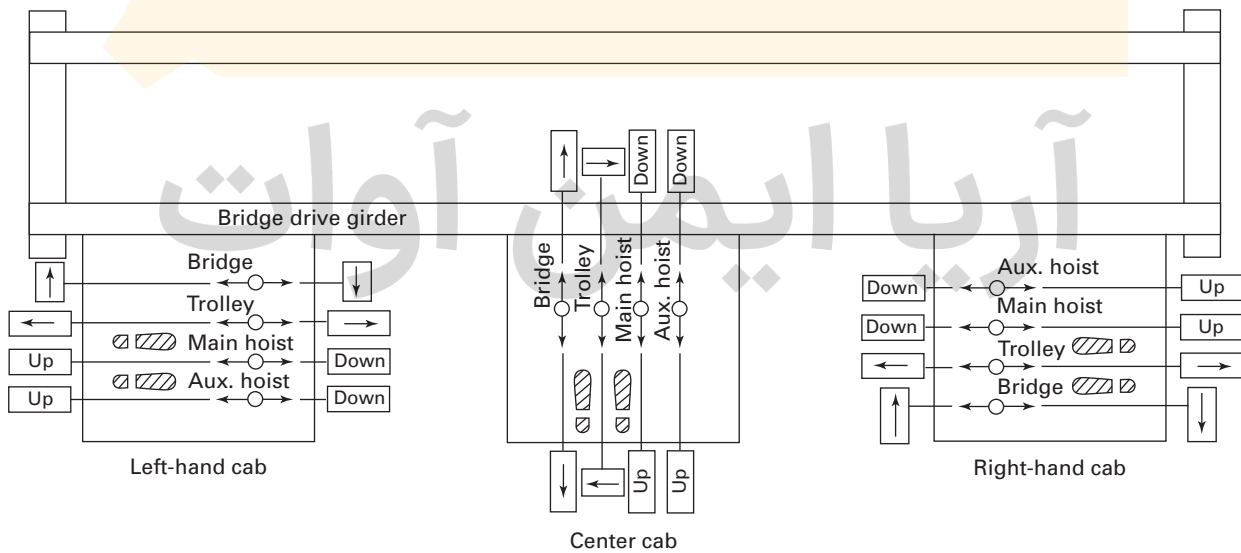 آریا ایمن آوات
Down
Down
Bridge drive girder
Bridge
Trolley
Main hoist
Aux. hoist
Up
Up
Down
Down
Left-hand cab
Bridge
Trolley
Main hoist
Aux. hoist
Up
Up
Center cab
Aux. hoist
Main hoist
Trolley
Bridge
Down
Up
Down
Up
Right-hand cab